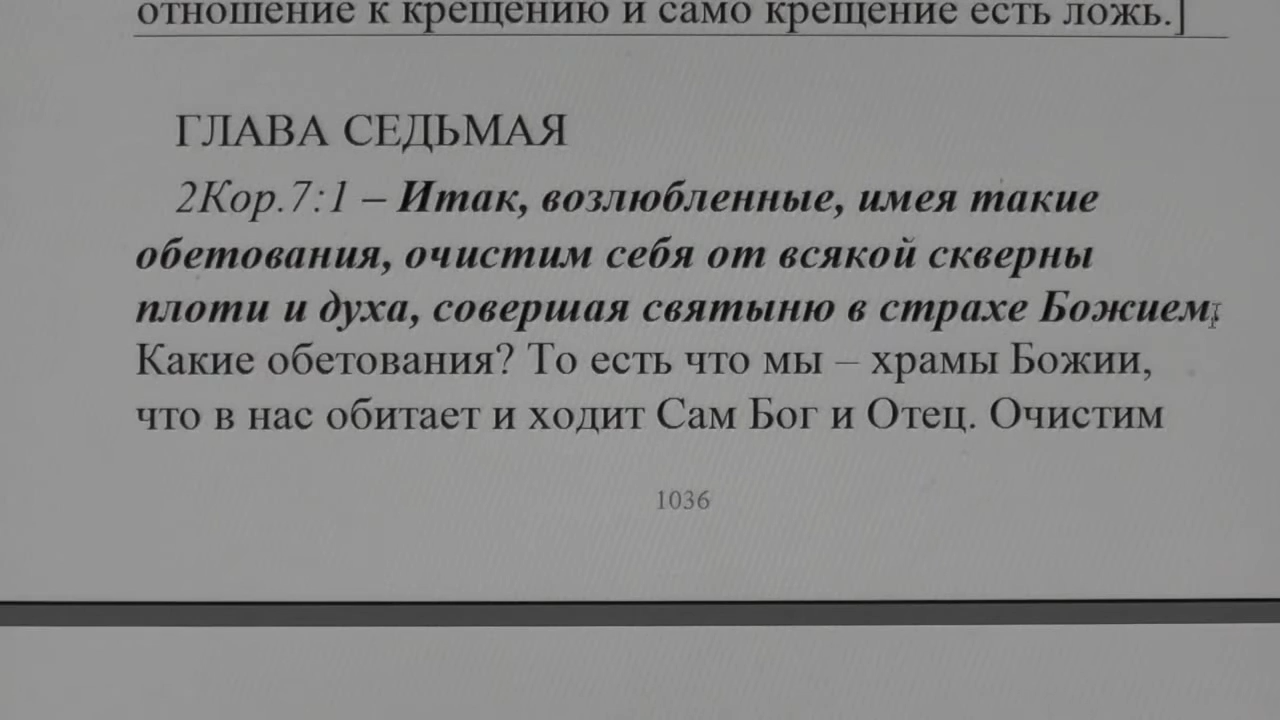 отношение к крещению и само крещение есть ложь.]
ГЛАВА СЕДЬМАЯ
2Кор.7:1 – Итак, возлюбленные, имея такие
обетования, очистим себя от всякой скверны
плоти и духа, совершая святыню в страхе Божием.
Какие обетования? То есть что мы – храмы Божии,
что в нас обитает и ходит Сам Бог и Отец. Очистим
1036